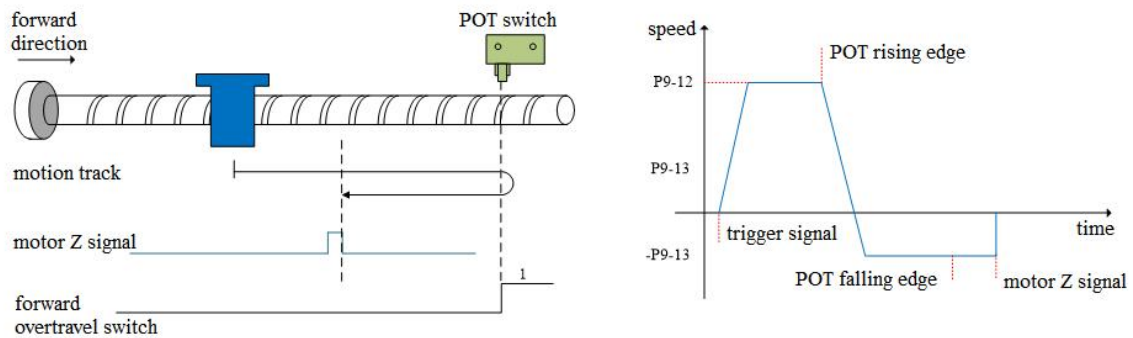 forward
direction
POT switch
motion track
motor Z signal
1
forward
overtravel switch
speed
POT rising edge
P9-12
P9-13
time
trigger signal
-P9-13
POT falling edge
motor Z signal